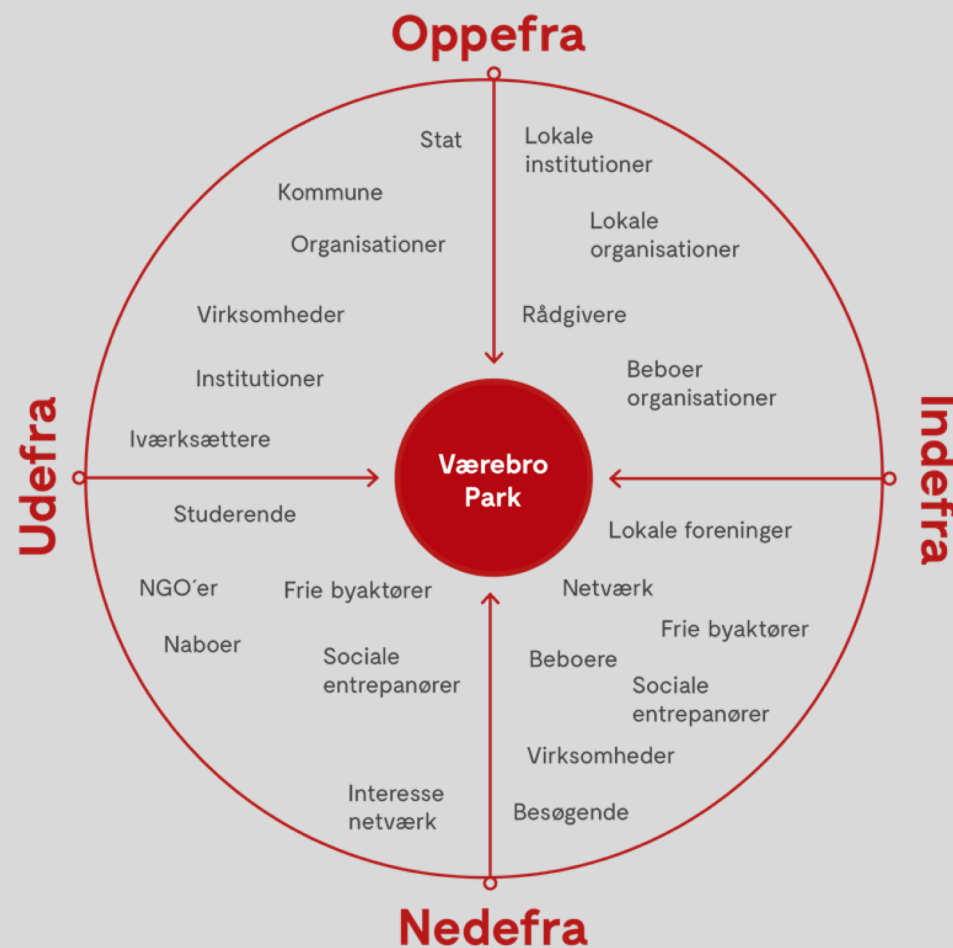 Oppefra
Stat
Lokale
institutioner
Kommune
Lokale
organisationer
Organisationer
Virksomheder
Rådgivere
Institutioner
Beboer
organisationer
Iværksættere
Udefra
Værebro
Park
Indefra
Studerende
Lokale foreninger
NGO´er
Frie byaktører
Netværk
Naboer
Frie byaktører
Sociale
entrepanører
Beboere
Sociale
entrepanører
Virksomheder
Interesse
netværk
Besøgende
Nedefra